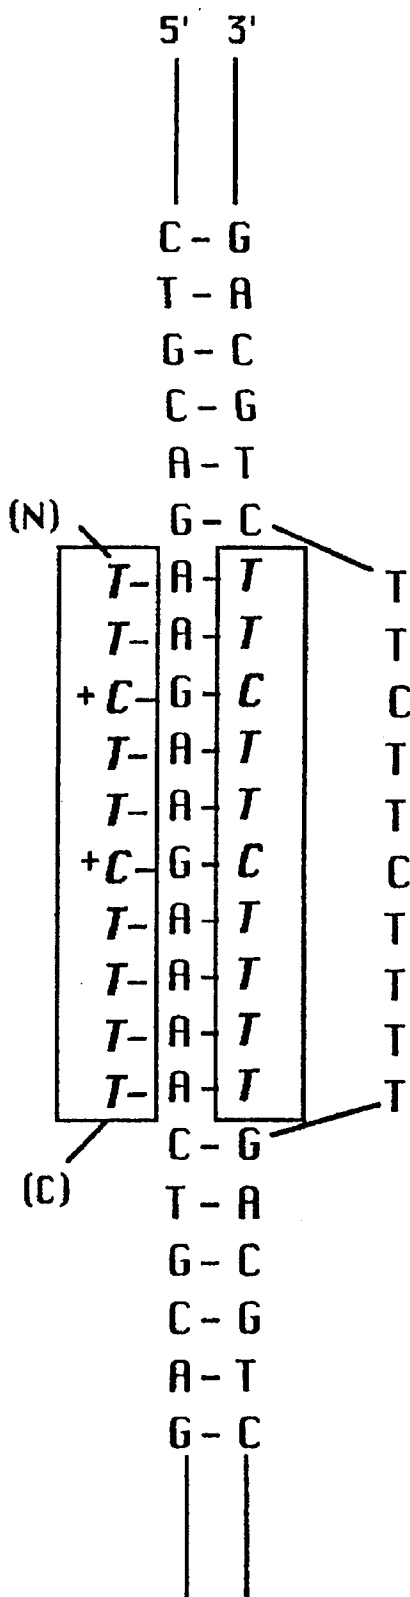 5' 3'
C - G
T - A
G - C
C - G
A - T
(N) G - C
T - A - T T
T - A - T T
+ C - G - C C
T - A - T T
T - A - T T
+ C - G - C C
T - A - T T
T - A - T T
T - A - T T
T - A - T T
C - G
(C) T - A
G - C
C - G
A - T
G - C